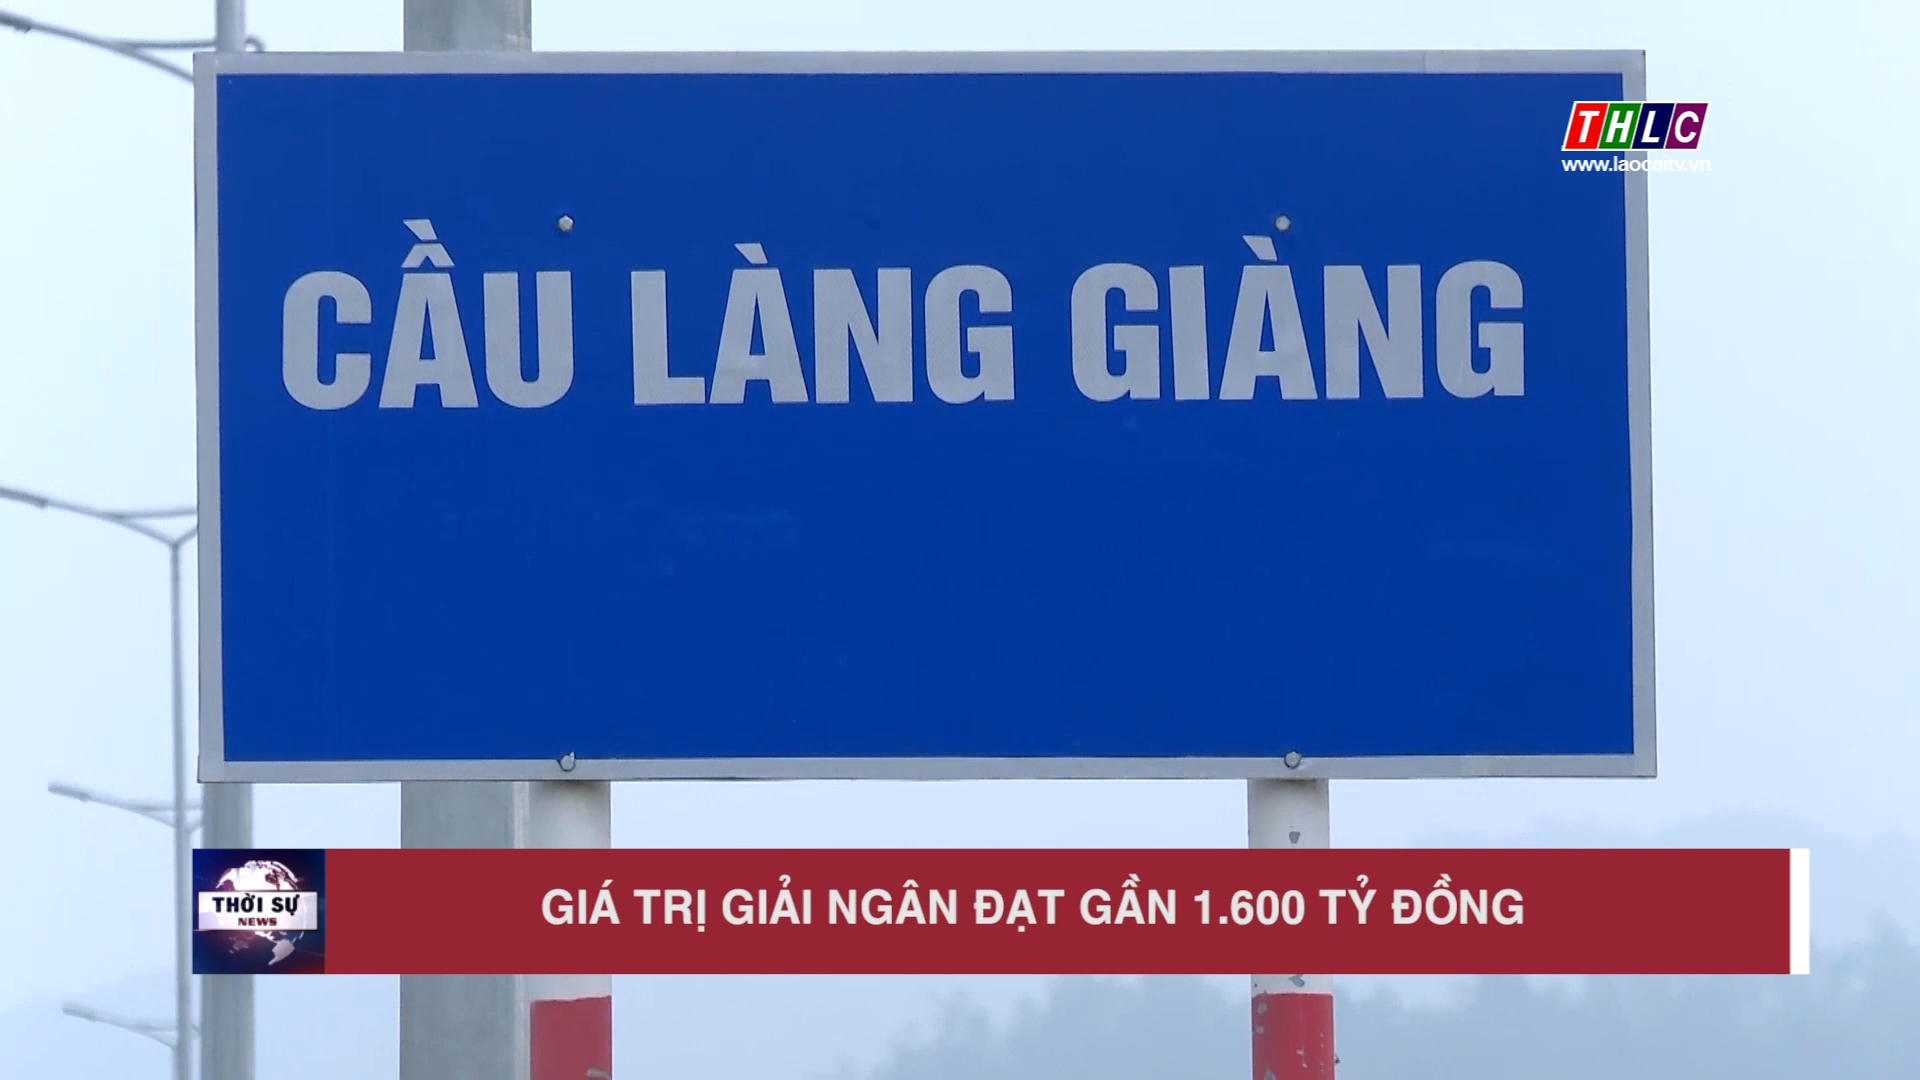 THLC
www.laocaitv.vn
CẦU LÀNG GIÀNG
THỜI SỰ
NEWS
GIÁ TRỊ GIẢI NGÂN ĐẠT GẦN 1.600 TỶ ĐỒNG